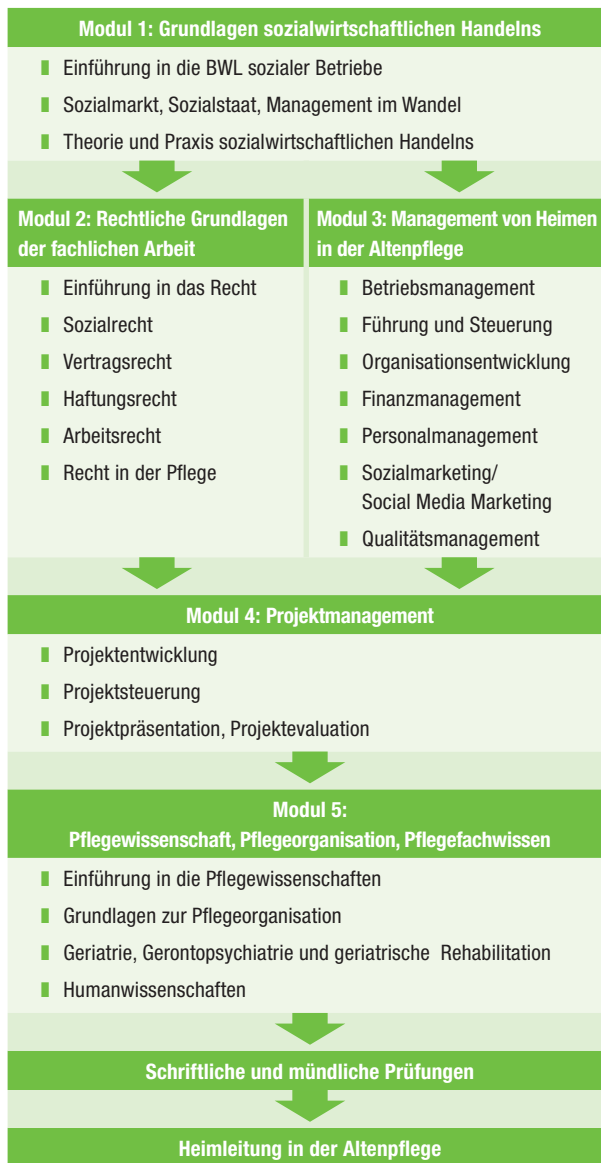 Modul 1: Grundlagen sozialwirtschaftlichen Handelns
Einführung in die BWL sozialer Betriebe
Sozialmarkt, Sozialstaat, Management im Wandel
Theorie und Praxis sozialwirtschaftlichen Handelns
Modul 2: Rechtliche Grundlagen
der fachlichen Arbeit
Einführung in das Recht
Sozialrecht
Vertragsrecht
Haftungsrecht
Arbeitsrecht
Recht in der Pflege
Modul 3: Management von Heimen
in der Altenpflege
Betriebsmanagement
Führung und Steuerung
Organisationsentwicklung
Finanzmanagement
Personalmanagement
Sozialmarketing/
Social Media Marketing
Qualitätsmanagement
Modul 4: Projektmanagement
Projektentwicklung
Projektsteuerung
Projektpräsentation, Projektevaluation
Modul 5:
Pflegewissenschaft, Pflegeorganisation, Pflegefachwissen
Einführung in die Pflegewissenschaften
Grundlagen zur Pflegeorganisation
Geriatrie, Gerontopsychiatrie und geriatrische Rehabilitation
Humanwissenschaften
Schriftliche und mündliche Prüfungen
Heimleitung in der Altenpflege